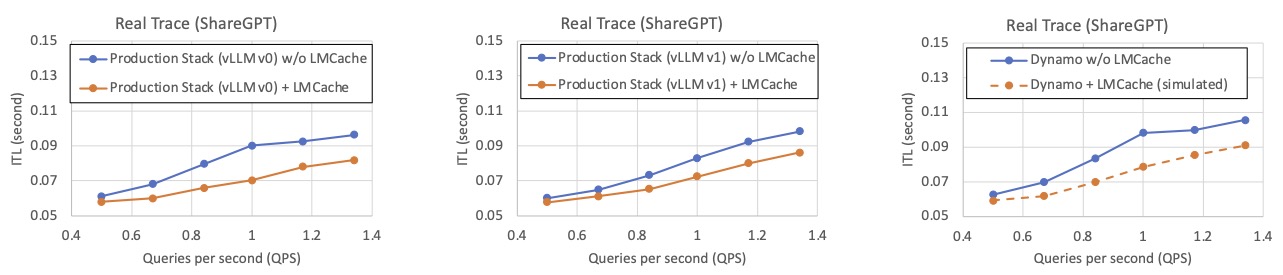 Real Trace (ShareGPT)
Production Stack (vLLM v0) w/o LMCache
Production Stack (vLLM v0) + LMCache
ITL (second)
0.15
0.13
0.11
0.09
0.07
0.05
0.4
0.6
0.8
1
1.2
1.4
Queries per second (QPS)
Real Trace (ShareGPT)
Production Stack (vLLM v1) w/o LMCache
Production Stack (vLLM v1) + LMCache
ITL (second)
0.15
0.13
0.11
0.09
0.07
0.05
0.4
0.6
0.8
1
1.2
1.4
Queries per second (QPS)
Real Trace (ShareGPT)
Dynamo w/o LMCache
Dynamo + LMCache (simulated)
ITL (second)
0.15
0.13
0.11
0.09
0.07
0.05
0.4
0.6
0.8
1
1.2
1.4
Queries per second (QPS)